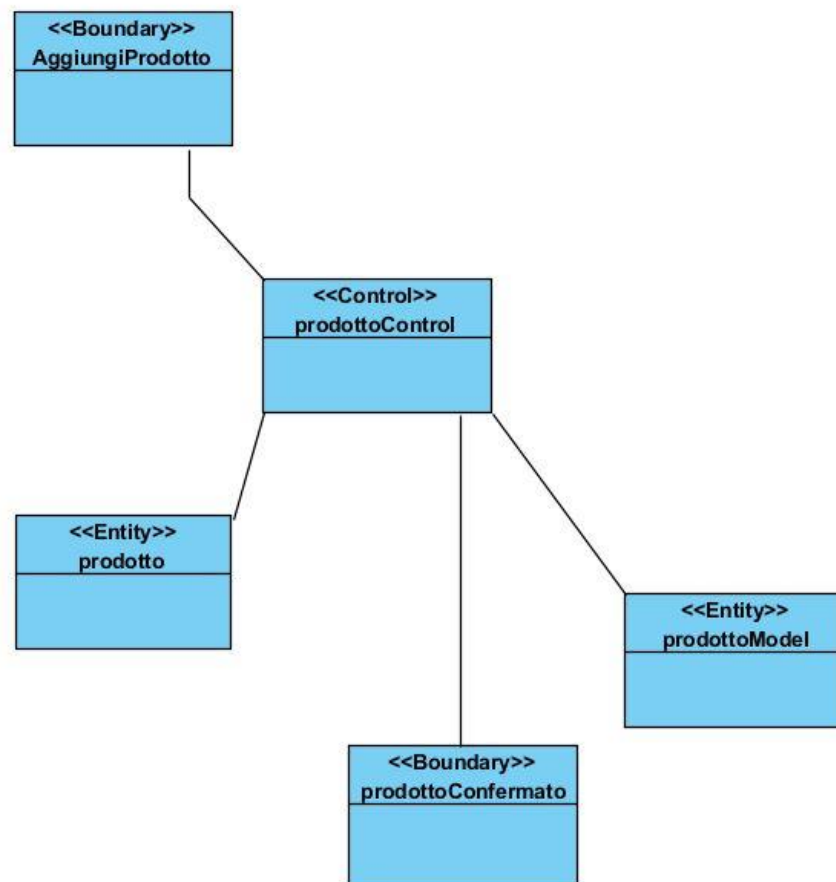 <<Boundary>>
AggiungiProdotto
<<Control>>
prodottoControl
<<Entity>>
prodotto
<<Entity>>
prodottoModel
<<Boundary>>
prodottoConfermato